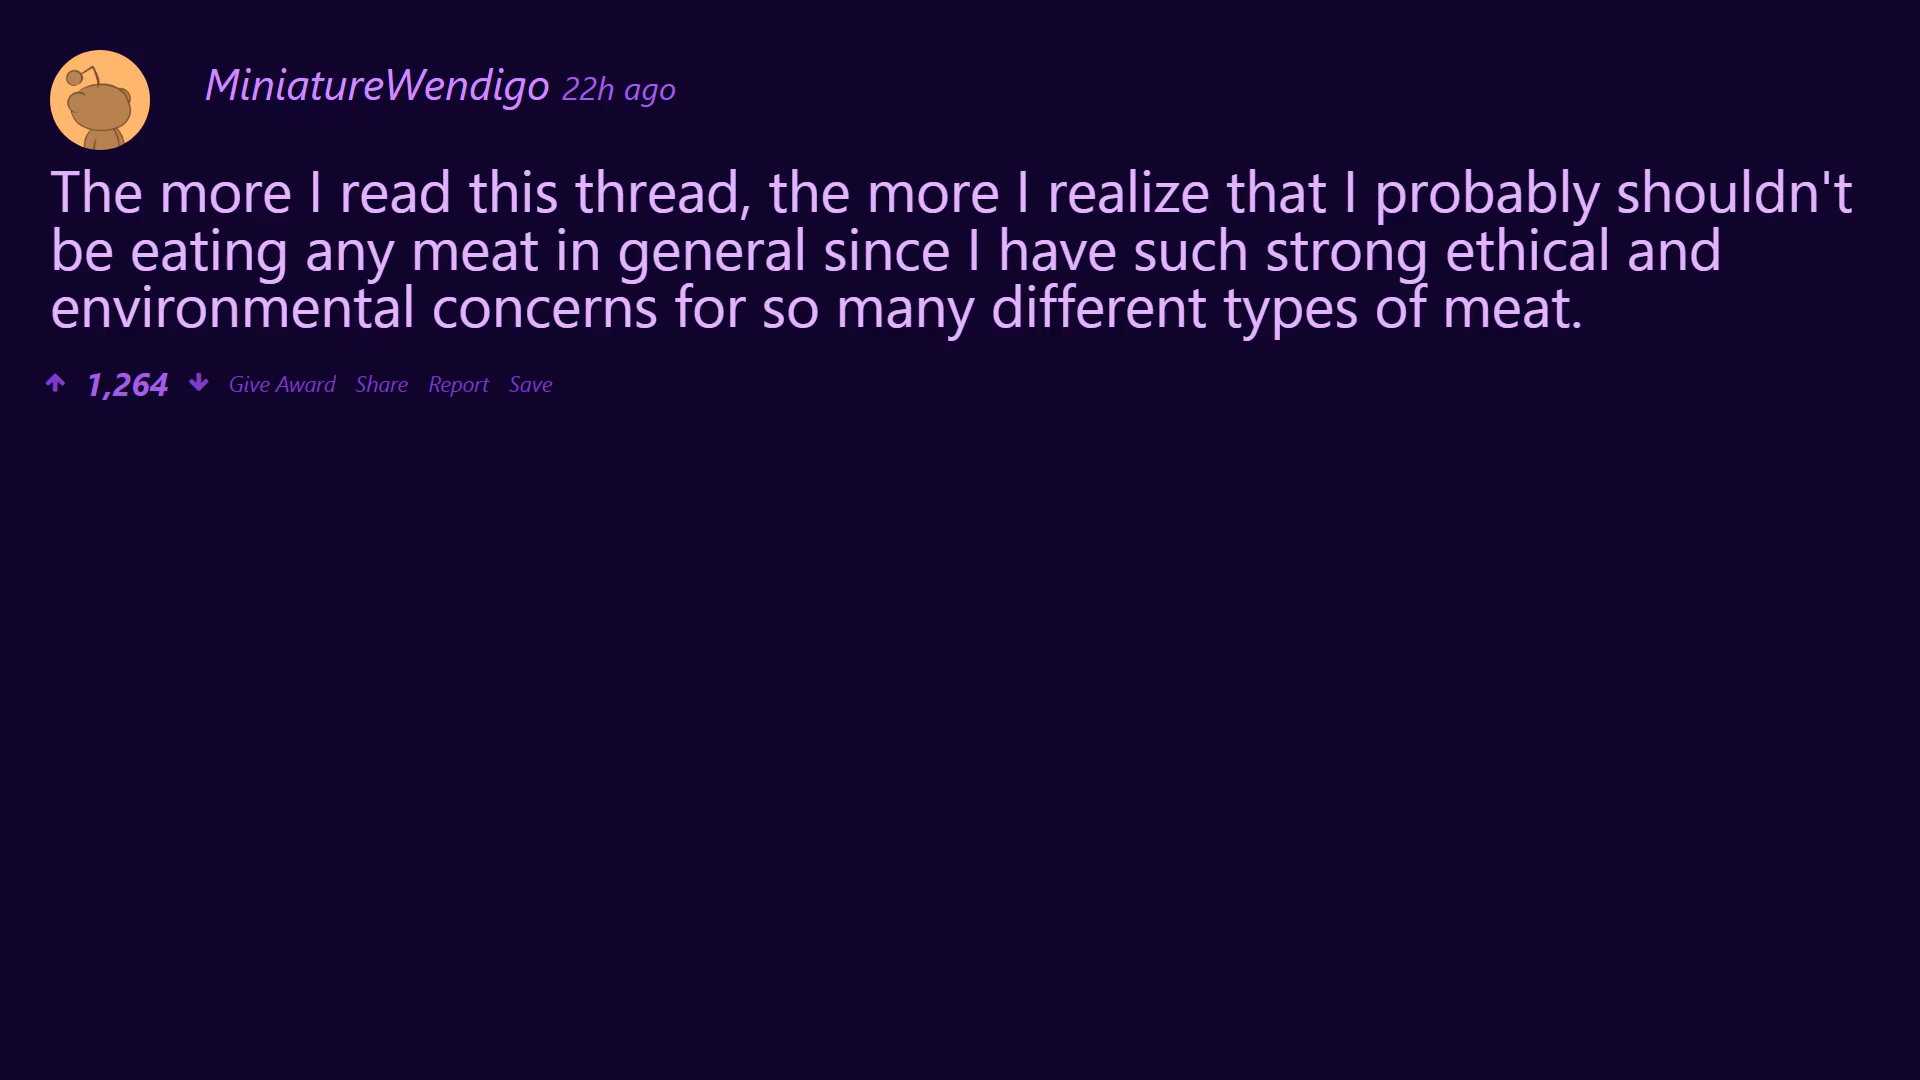 MiniatureWendigo 22h ago
The more I read this thread, the more I realize that I probably shouldn't
be eating any meat in general since I have such strong ethical and
environmental concerns for so many different types of meat.
1,264 Give Award Share Report Save